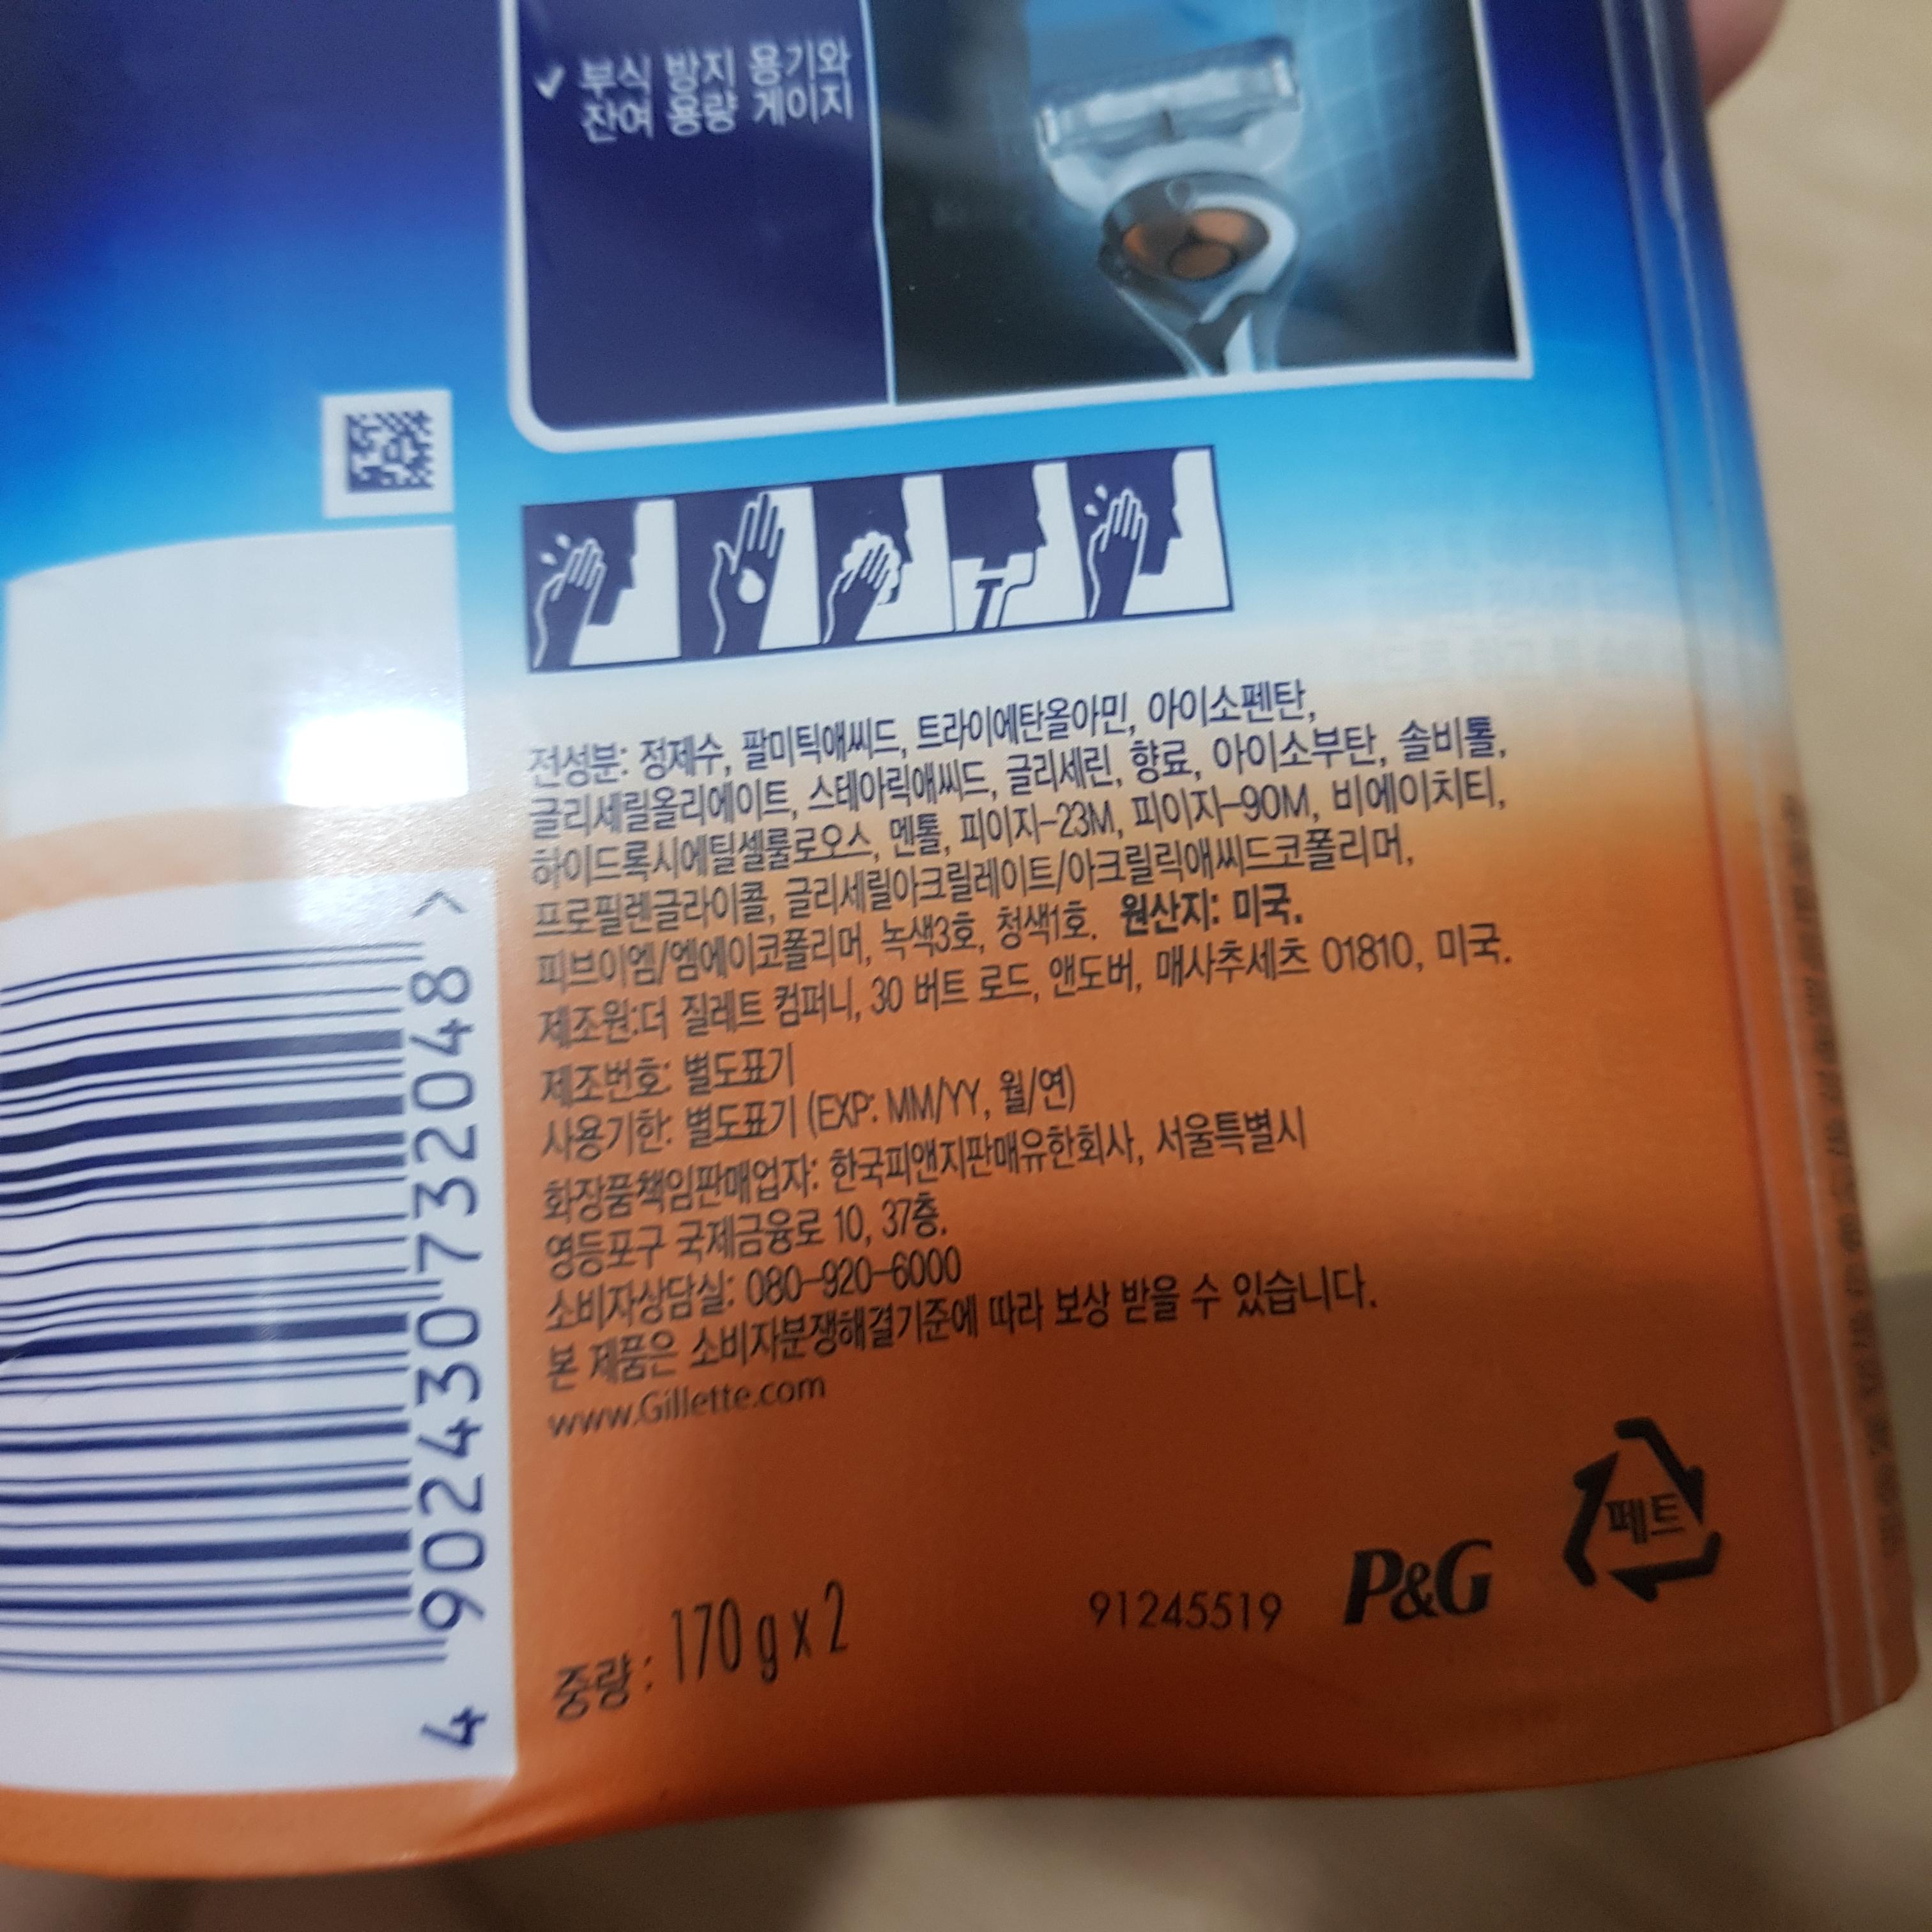 ✓ 부식 방지 용기와
잔여 용량 게이지
전성분: 정제수, 팔미틱애씨드, 트라이에탄올아민, 아이소펜탄,
글리세릴올리에이트, 스테아릭애씨드, 글리세린, 향료, 아이소부탄, 솔비톨,
하이드록시에틸셀룰로오스, 멘톨, 피이지-23M, 피이지-90M, 비에이치티,
프로필렌글라이콜, 글리세릴아크릴레이트/아크릴릭애씨드코폴리머,
피브이엠/엠에이코폴리머, 녹색3호, 청색1호. 원산지: 미국.
제조원:더 질레트 컴퍼니, 30 버트 로드, 앤도버, 매사추세츠 01810, 미국.
제조번호: 별도표기
사용기한: 별도표기 (EXP: MM/YY, 월/연)
화장품책임판매업자: 한국피앤지판매유한회사, 서울특별시
영등포구 국제금융로 10, 37층.
소비자상담실: 080-920-6000
본 제품은 소비자분쟁해결기준에 따라 보상 받을 수 있습니다.
www.Gillette.com
중량: 170 g x 2
91245519
P&G
페트
4 902430 732048 >